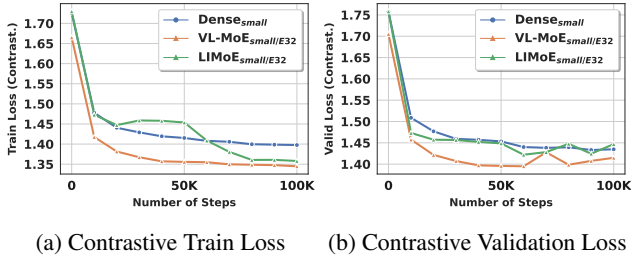 Train Loss (Contrast.)
1.70
1.65
1.60
1.55
1.50
1.45
1.40
1.35
Dense_small
VL-MoE_small/E32
LIMoE_small/E32
0
50K
100K
Number of Steps
(a) Contrastive Train Loss
Valid Loss (Contrast.)
1.75
1.70
1.65
1.60
1.55
1.50
1.45
1.40
Dense_small
VL-MoE_small/E32
LIMoE_small/E32
0
50K
100K
Number of Steps
(b) Contrastive Validation Loss